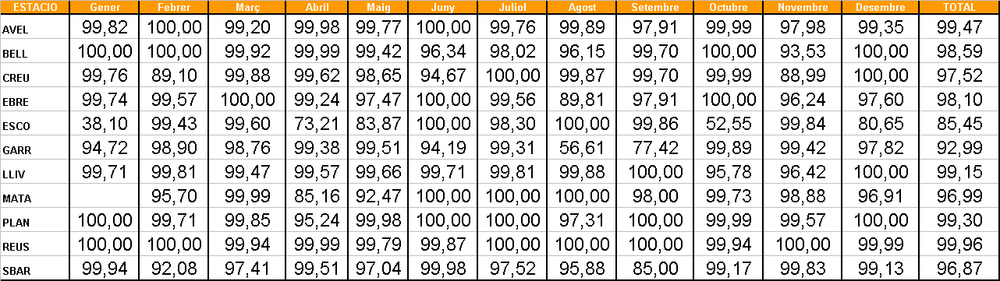 ESTACIO Gener Febrer Març Abril Maig Juny Juliol Agost Setembre Octubre Novembre Desembre TOTAL
AVEL 99,82 100,00 99,20 99,98 99,77 100,00 99,76 99,89 97,91 99,99 97,98 99,35 99,47
BELL 100,00 100,00 99,92 99,99 99,42 96,34 98,02 96,15 99,70 100,00 93,53 100,00 98,59
CREU 99,76 89,10 99,88 99,62 98,65 94,67 100,00 99,87 99,70 99,99 88,99 100,00 97,52
EBRE 99,74 99,57 100,00 99,24 97,47 100,00 99,56 89,81 97,91 100,00 96,24 97,60 98,10
ESCO 38,10 99,43 99,60 73,21 83,87 100,00 98,30 100,00 99,86 52,55 99,84 80,65 85,45
GARR 94,72 98,90 98,76 99,38 99,51 94,19 99,31 56,61 77,42 99,89 99,42 97,82 92,99
LLIV 99,71 99,81 99,47 99,57 99,66 99,71 99,81 99,88 100,00 95,78 96,42 100,00 99,15
MATA 95,70 99,99 85,16 92,47 100,00 100,00 100,00 98,00 99,73 98,88 96,91 96,99
PLAN 100,00 99,71 99,85 95,24 99,98 100,00 100,00 97,31 100,00 99,99 99,57 100,00 99,30
REUS 100,00 100,00 99,94 99,99 99,79 99,87 100,00 100,00 100,00 99,94 100,00 99,99 99,96
SBAR 99,94 92,08 97,41 99,51 97,04 99,98 97,52 95,88 85,00 99,17 99,83 99,13 96,87